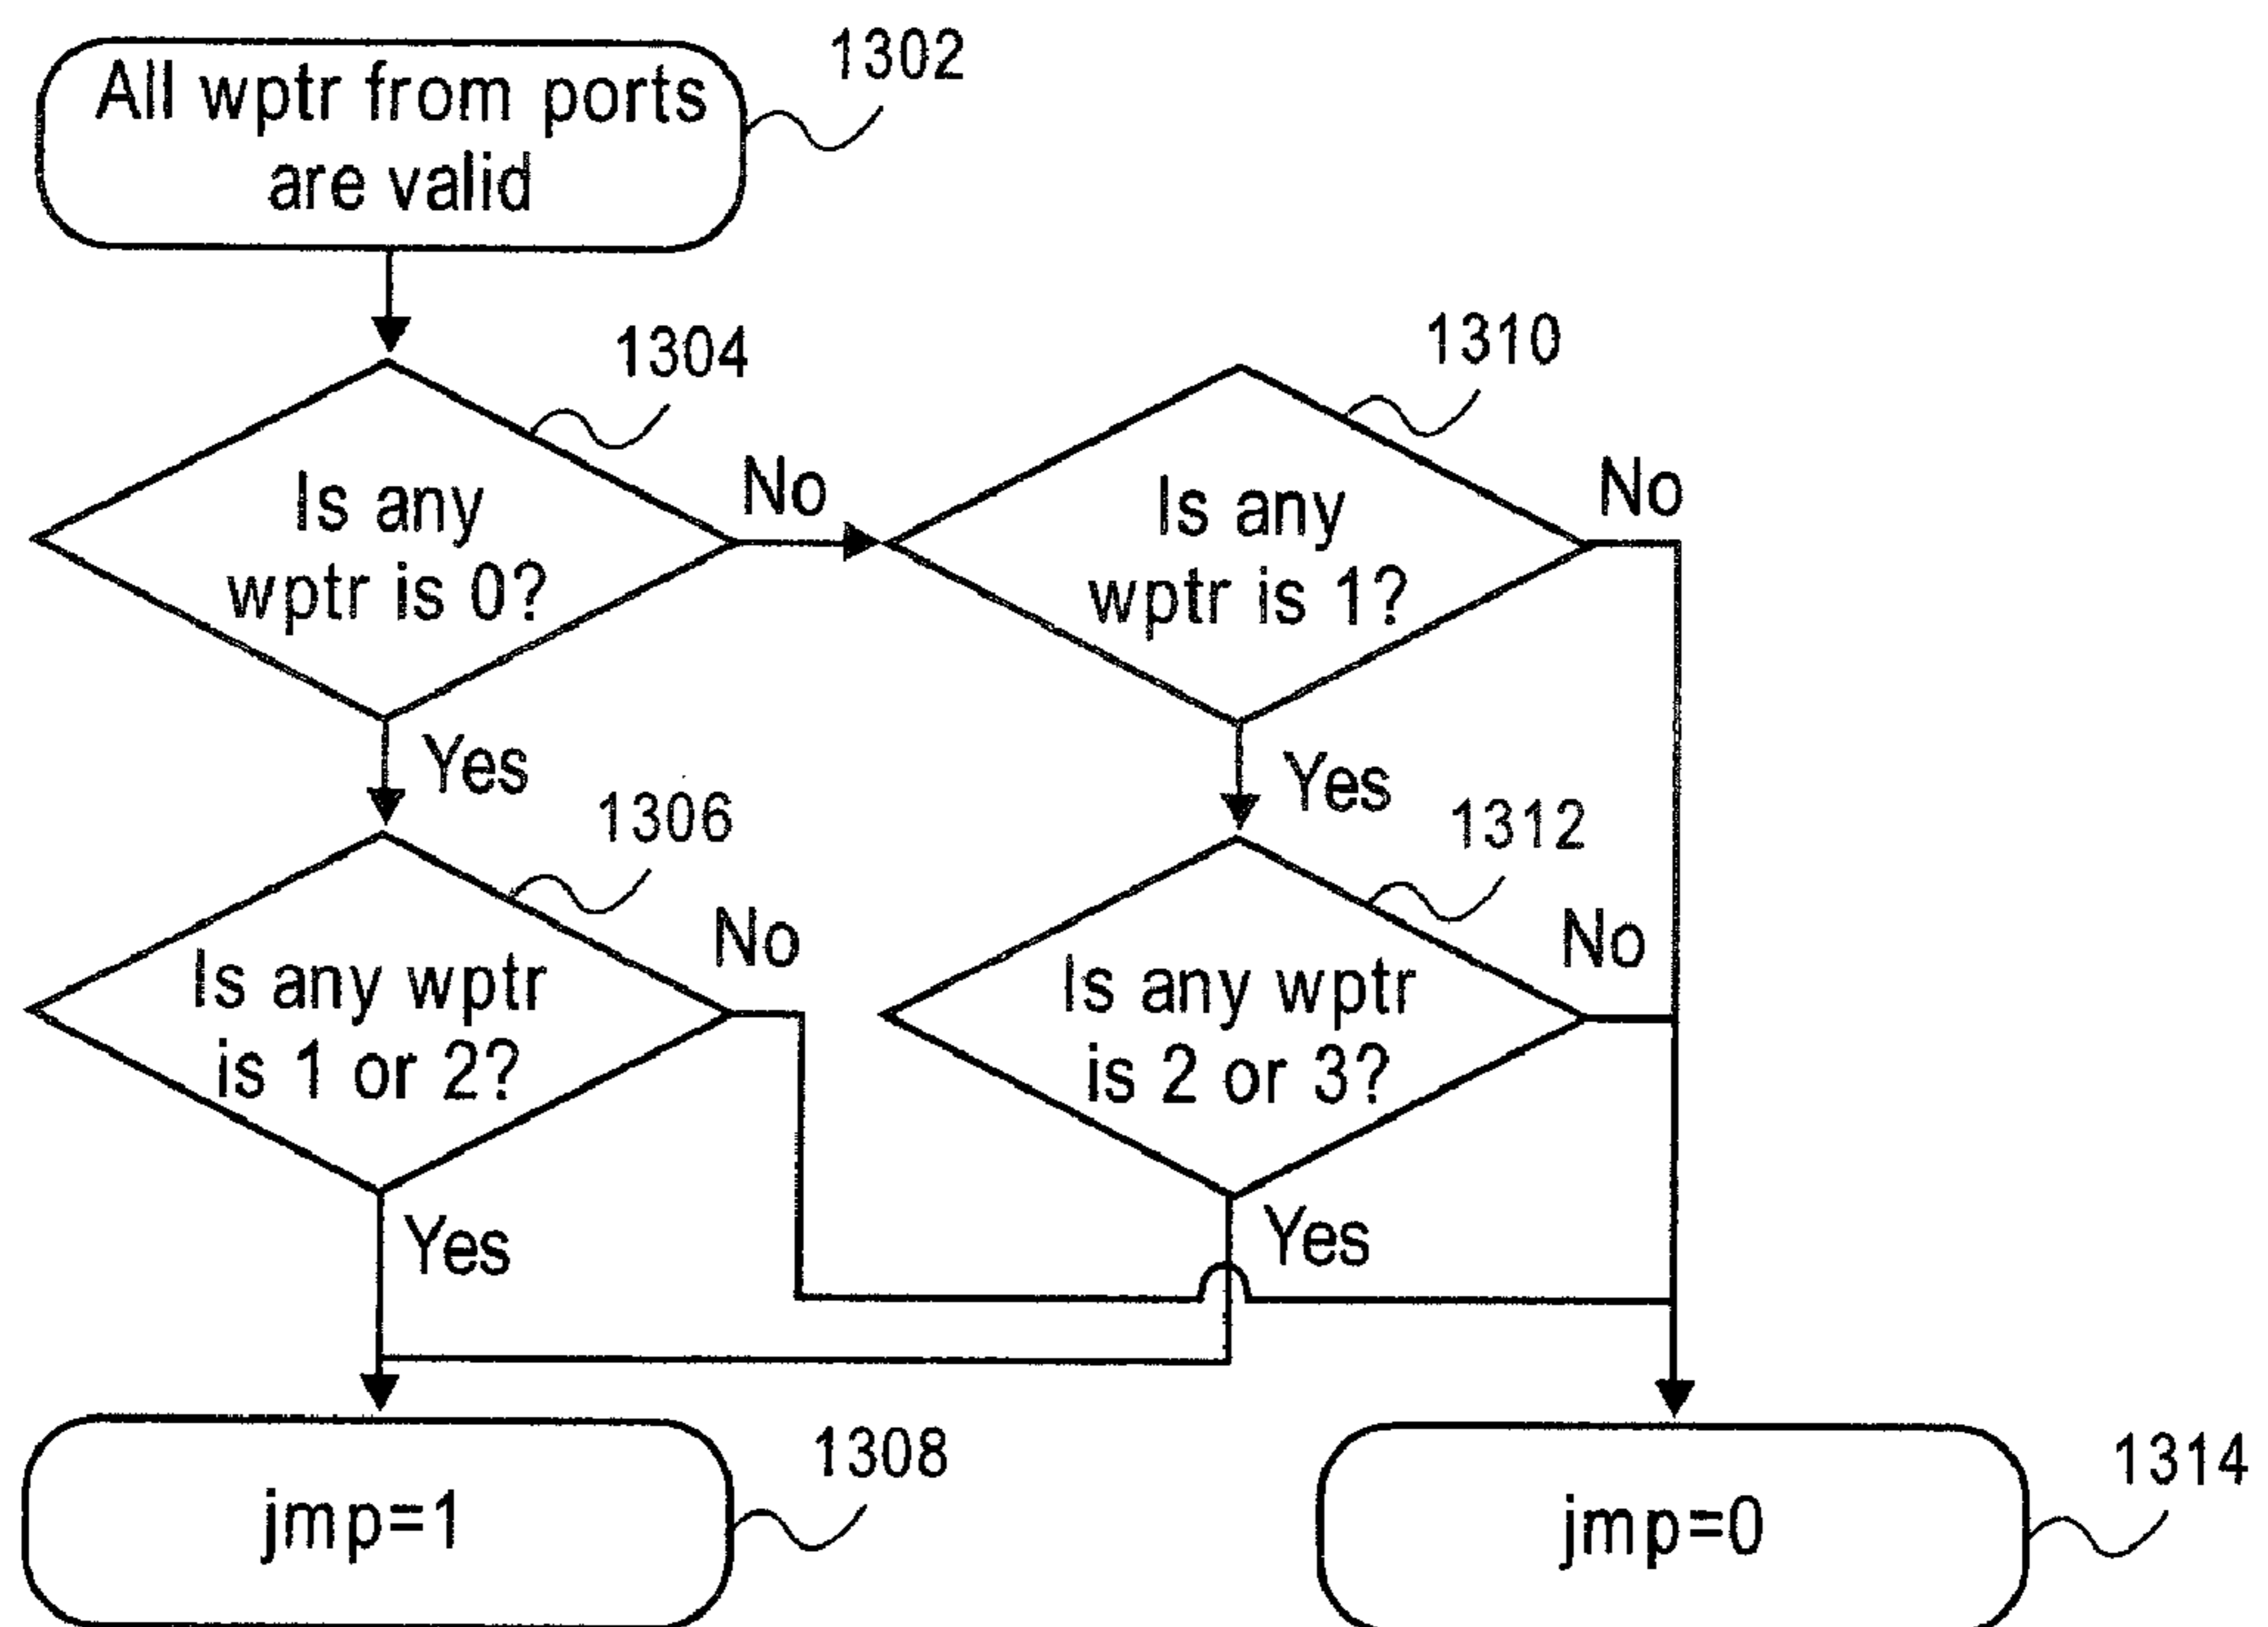 1302
All wptr from ports
are valid
1304
Is any
wptr is 0?
No
1310
Is any
wptr is 1?
No
Yes
Yes
1306
Is any wptr
is 1 or 2?
No
1312
Is any wptr
is 2 or 3?
No
Yes
Yes
jmp=1
1308
jmp=0
1314